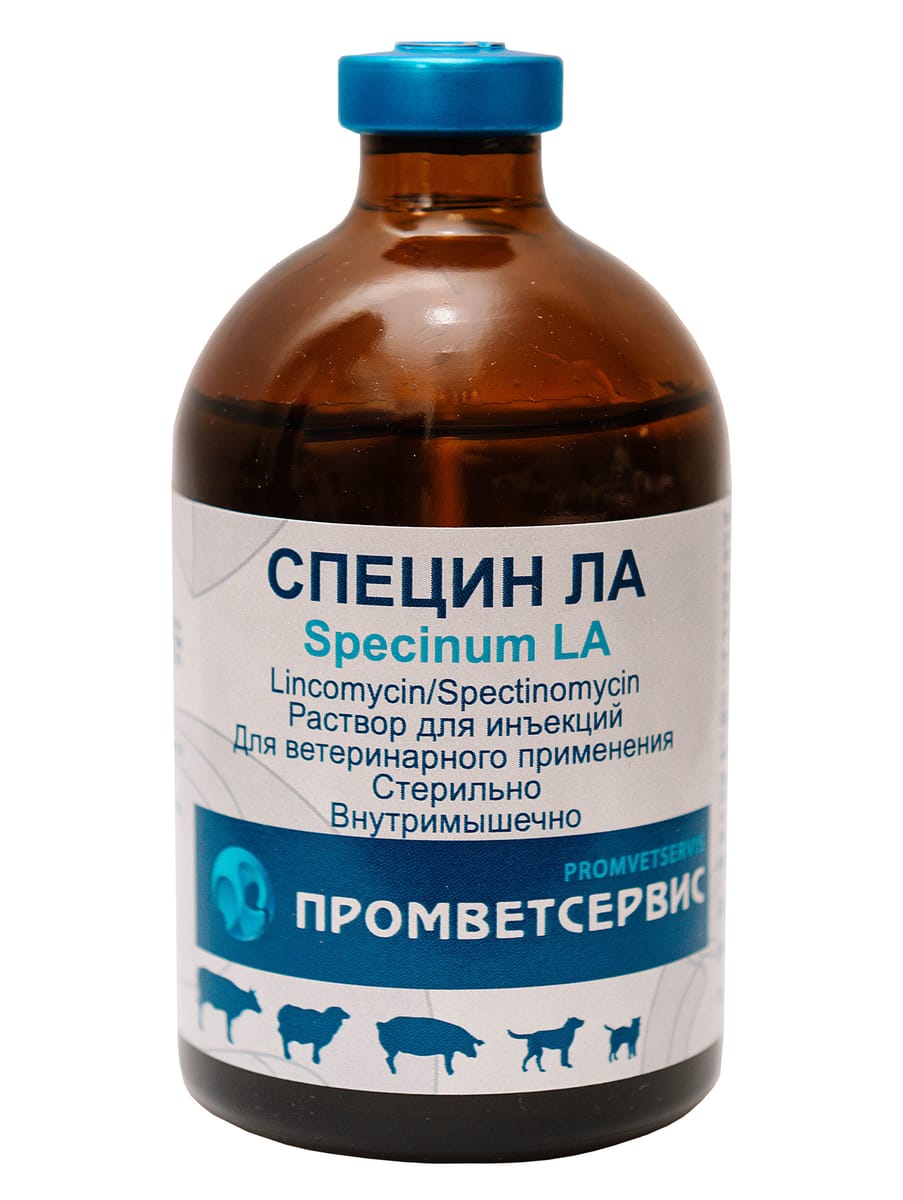 СПЕЦИН ЛА
Specinum LA
Lincomycin/Spectinomycin
Раствор для инъекций
Для ветеринарного применения
Стерильно
Внутримышечно
PROMVETSERVIS
ПРОМВЕТСЕРВИС